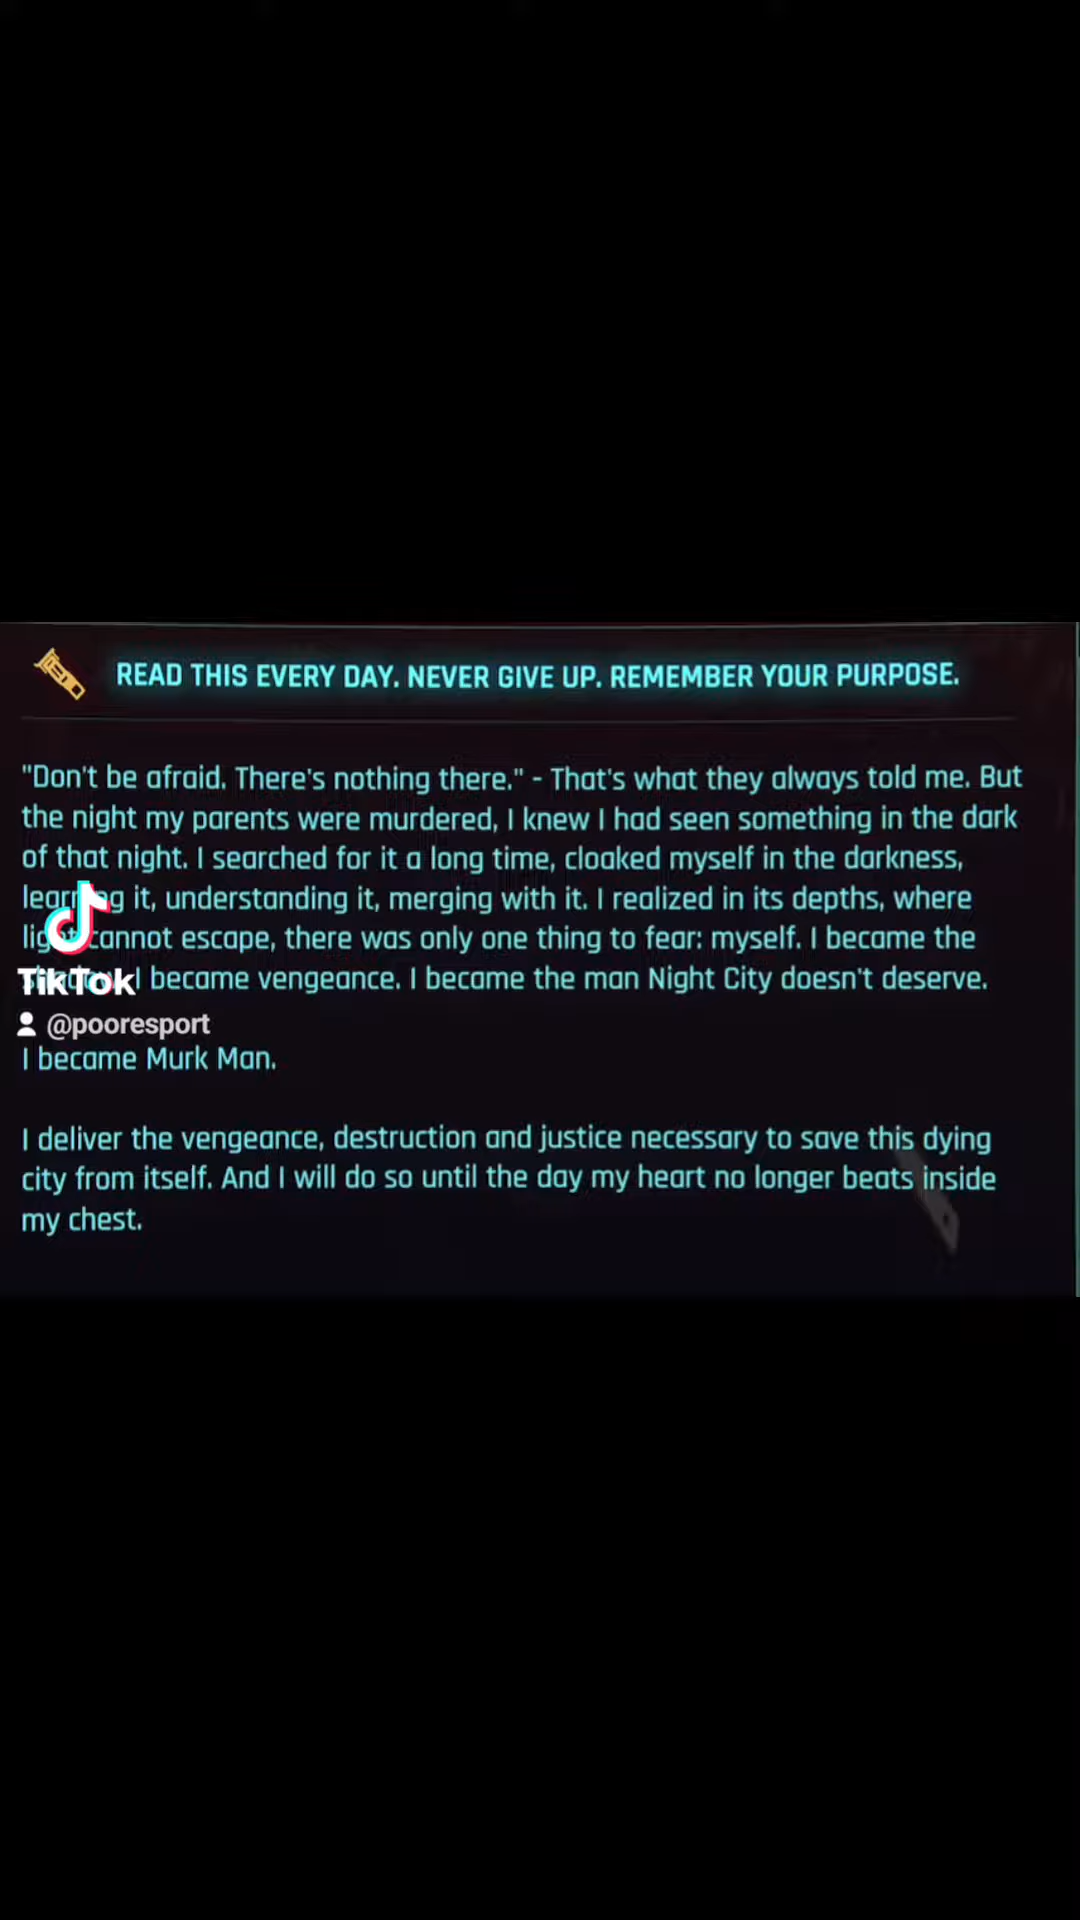 READ THIS EVERY DAY. NEVER GIVE UP. REMEMBER YOUR PURPOSE.
"Don't be afraid. There's nothing there." - That's what they always told me. But
the night my parents were murdered, I knew I had seen something in the dark
of that night. I searched for it a long time, cloaked myself in the darkness,
learning it, understanding it, merging with it. I realized in its depths, where
light cannot escape, there was only one thing to fear: myself. I became the
I became vengeance. I became the man Night City doesn't deserve.
TikTok
@pooresport
I became Murk Man.
I deliver the vengeance, destruction and justice necessary to save this dying
city from itself. And I will do so until the day my heart no longer beats inside
my chest.